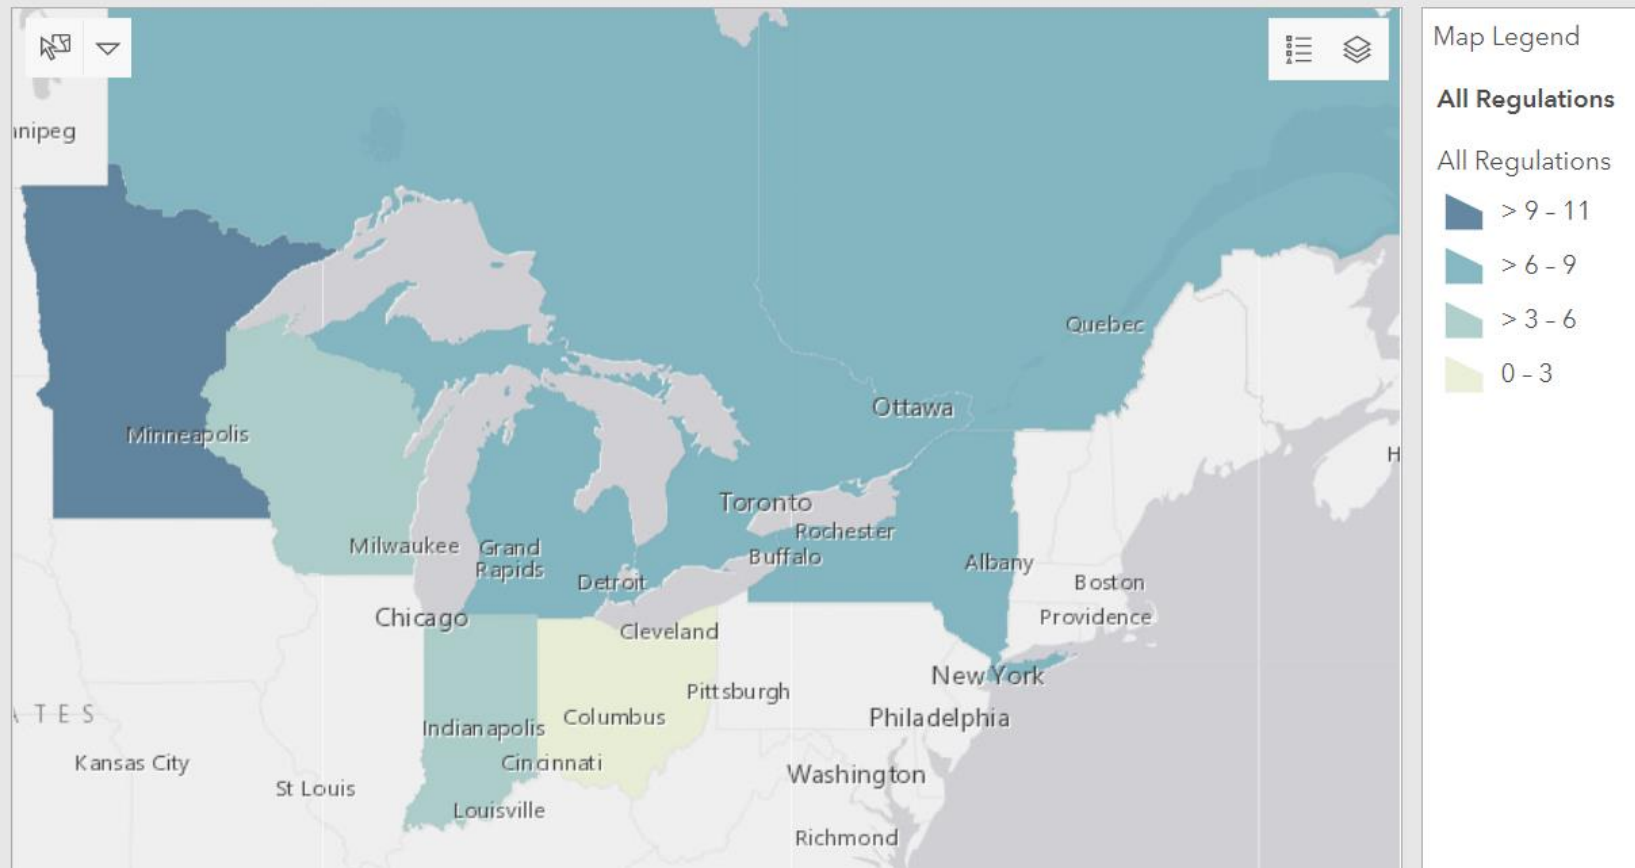 nnipeg
Quebec
Ottawa
Minneapolis
Toronto
Rochester
Milwaukee
Grand
Rapids
Buffalo
Detroit
Albany
Boston
Chicago
Cleveland
Providence
New York
Pittsburgh
ATES
Indianapolis
Columbus
Philadelphia
Kansas City
Cincinnati
St Louis
Washington
Louisville
Richmond
H
Map Legend
All Regulations
All Regulations
> 9 - 11
> 6 - 9
> 3 - 6
0 - 3